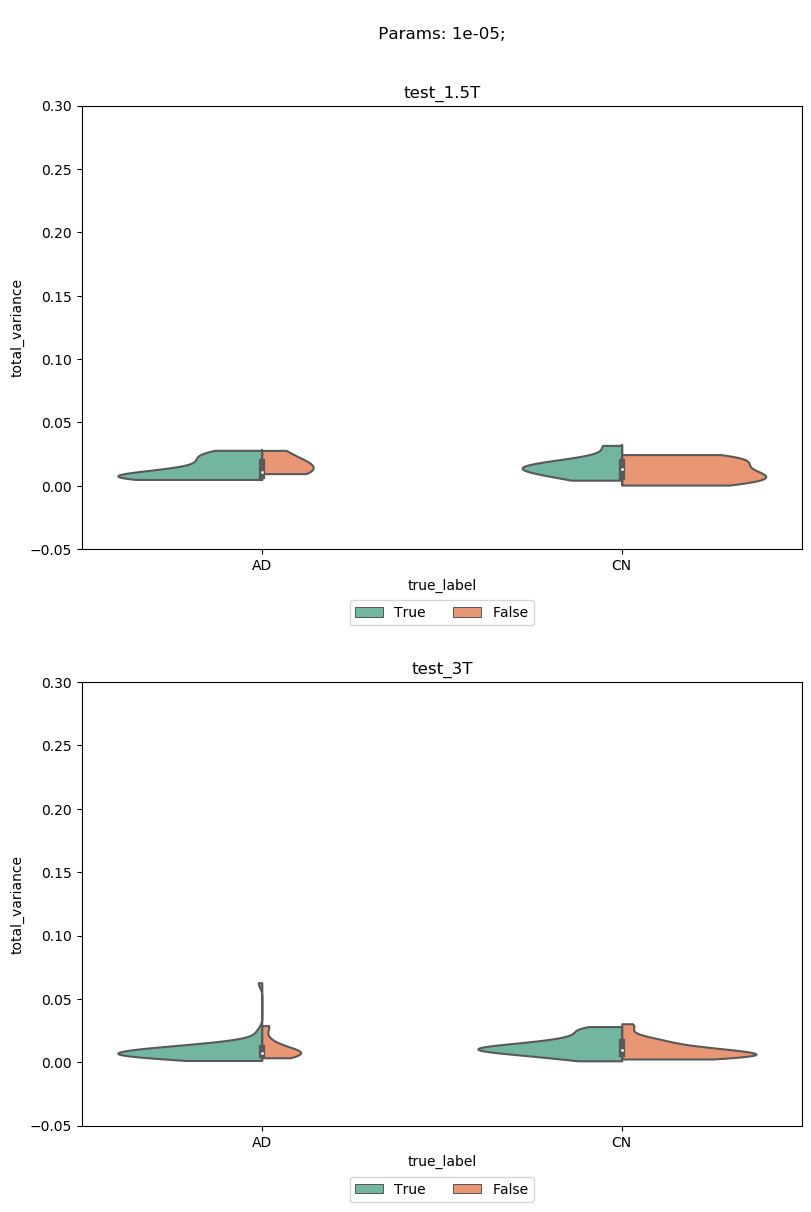 Params: 1e-05;
test_1.5T
0.30
0.25
0.20
0.15
0.10
0.05
0.00
−0.05
total_variance
AD CN
true_label
True False
test_3T
0.30
0.25
0.20
0.15
0.10
0.05
0.00
−0.05
total_variance
AD CN
true_label
True False